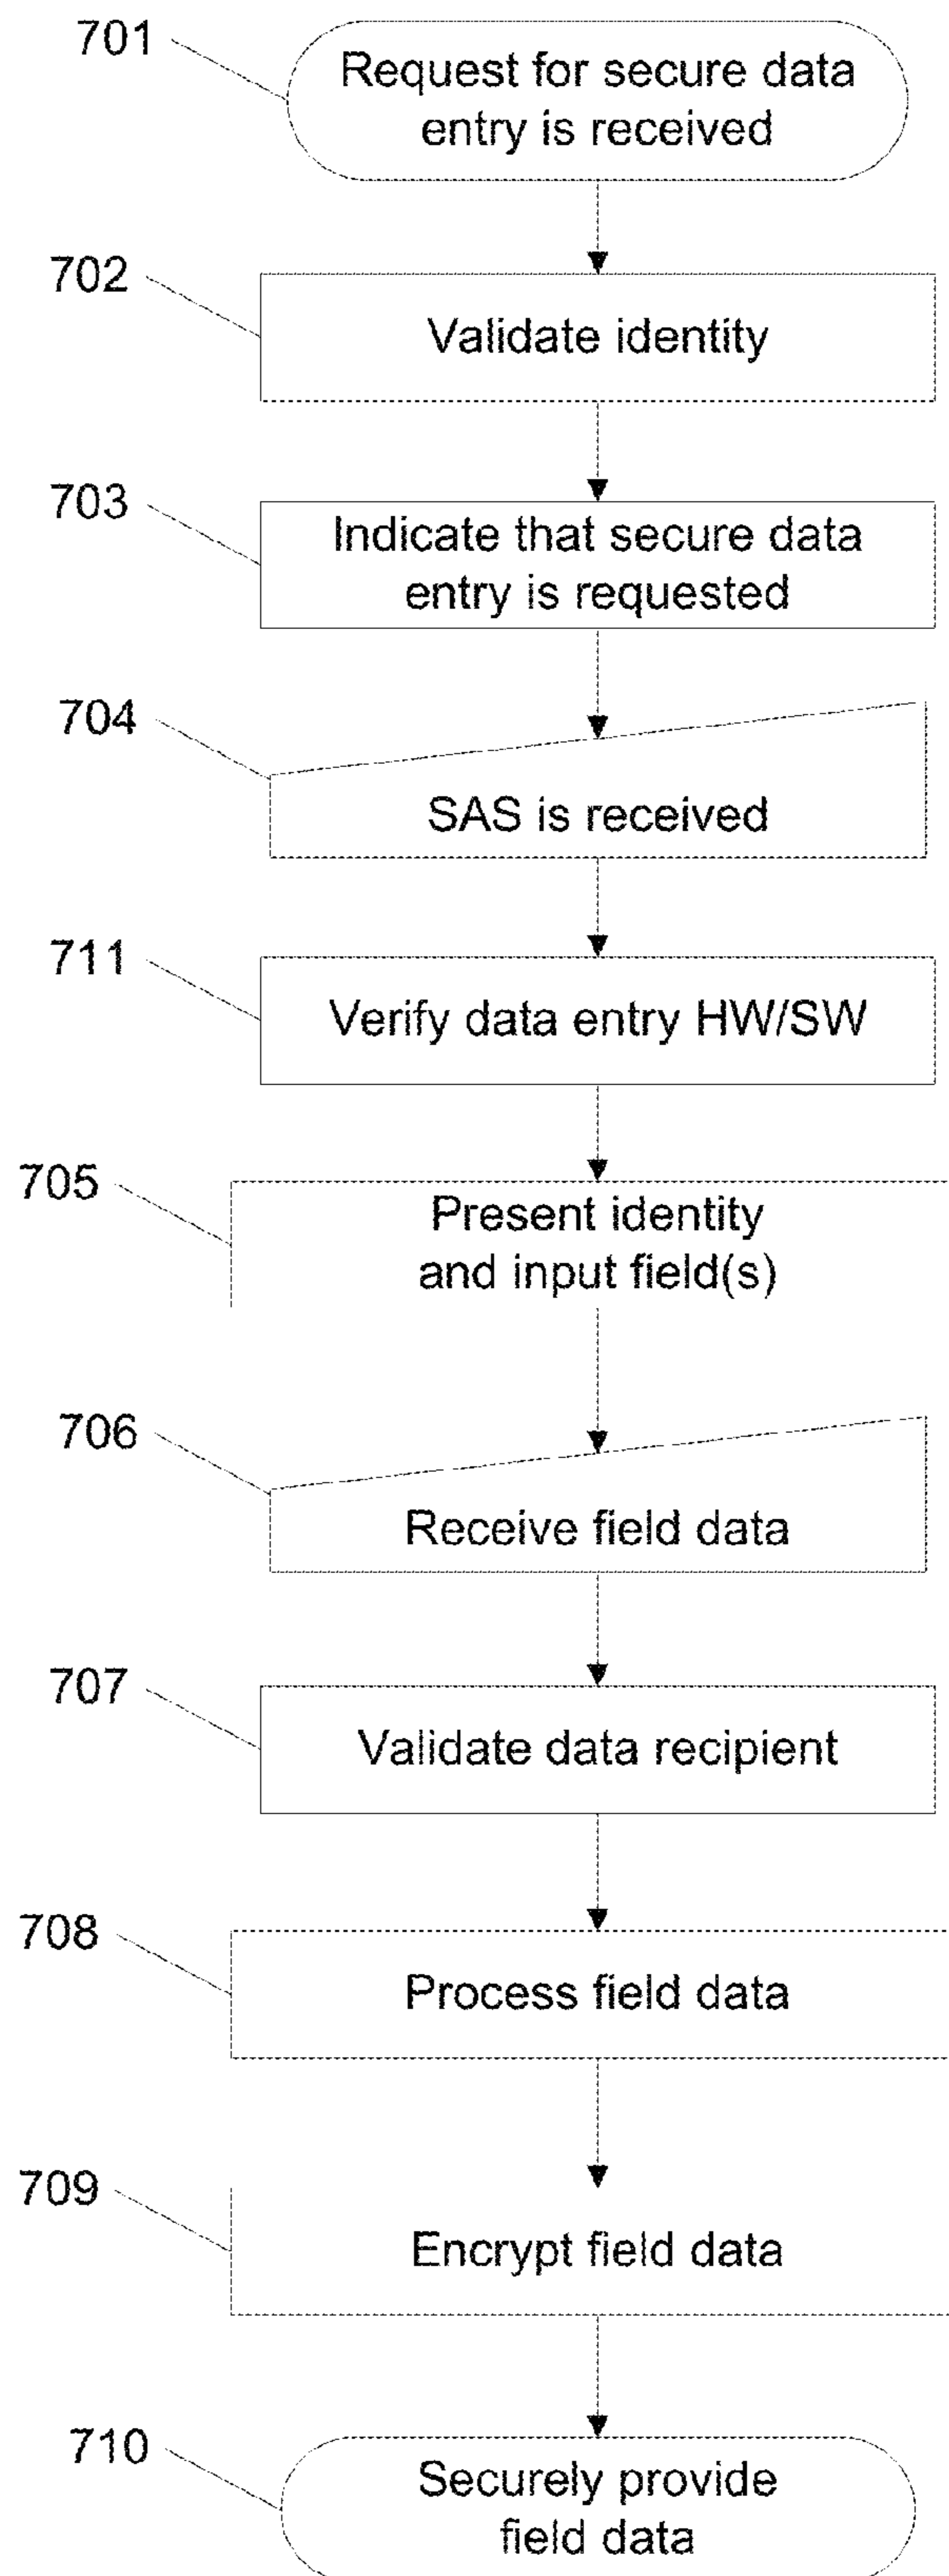 701
Request for secure data
entry is received
702
Validate identity
703
Indicate that secure data
entry is requested
704
SAS is received
711
Verify data entry HW/SW
705
Present identity
and input field(s)
706
Receive field data
707
Validate data recipient
708
Process field data
709
Encrypt field data
710
Securely provide
field data